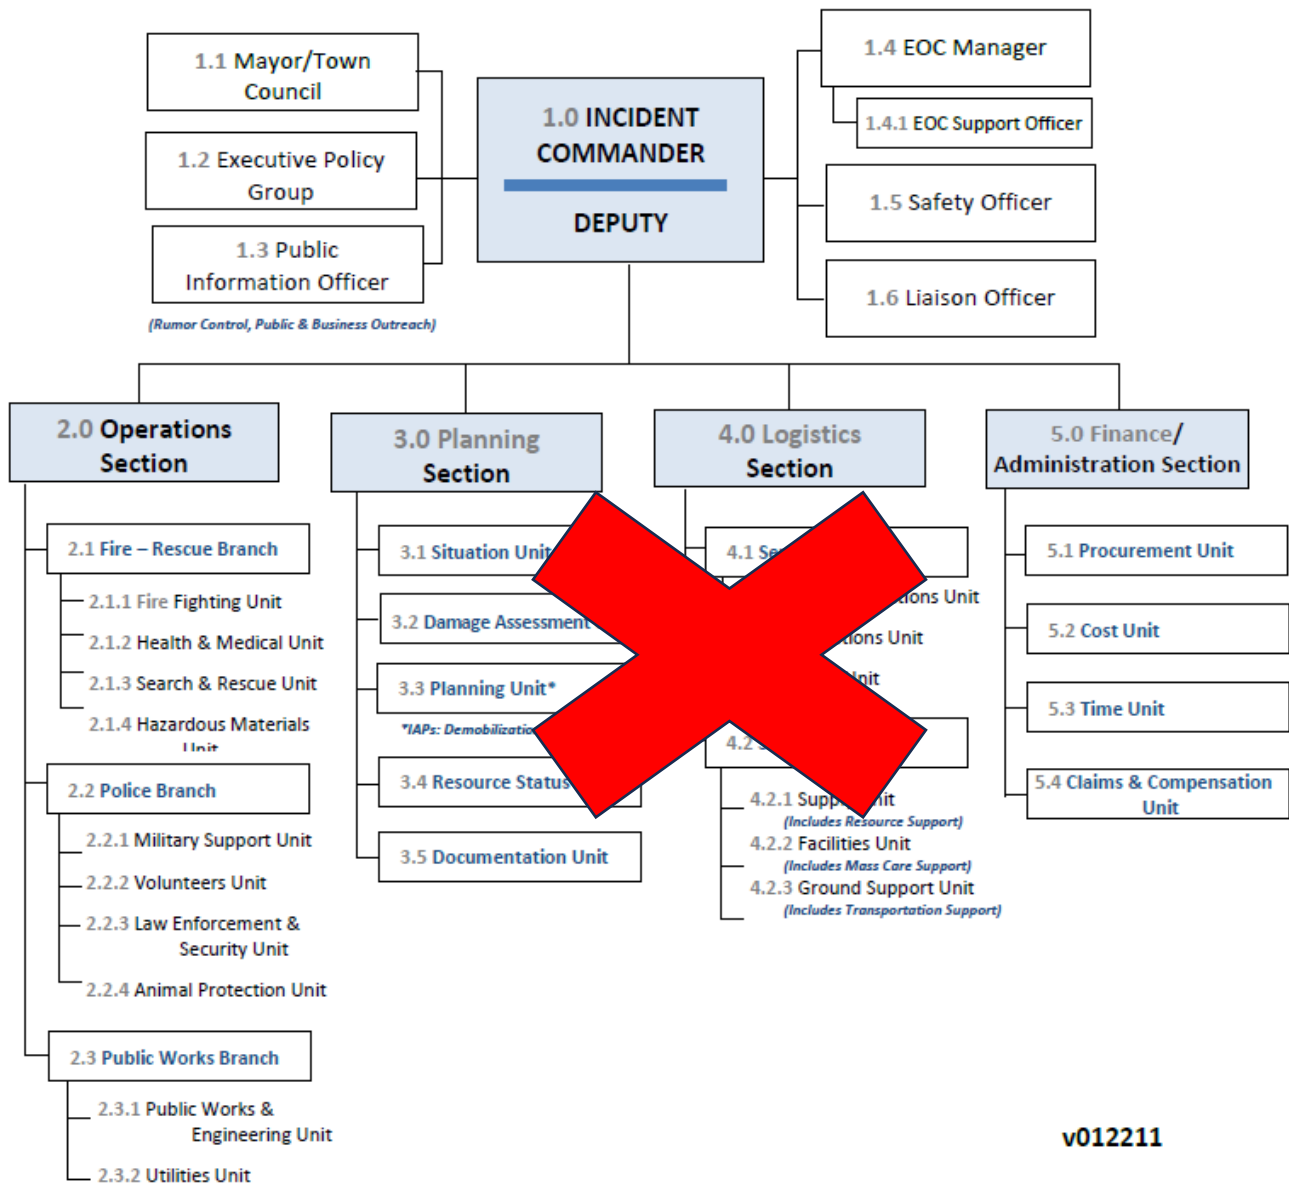 1.1 Mayor/Town
Council
1.2 Executive Policy
Group
1.3 Public
Information Officer
(Rumor Control, Public & Business Outreach)
1.0 INCIDENT
COMMANDER
DEPUTY
1.4 EOC Manager
1.4.1 EOC Support Officer
1.5 Safety Officer
1.6 Liaison Officer
2.0 Operations
Section
2.1 Fire – Rescue Branch
2.1.1 Fire Fighting Unit
2.1.2 Health & Medical Unit
2.1.3 Search & Rescue Unit
2.1.4 Hazardous Materials
Unit
2.2 Police Branch
2.2.1 Military Support Unit
2.2.2 Volunteers Unit
2.2.3 Law Enforcement &
Security Unit
2.2.4 Animal Protection Unit
2.3 Public Works Branch
2.3.1 Public Works &
Engineering Unit
2.3.2 Utilities Unit
3.0 Planning
Section
3.1 Situation Unit
3.2 Damage Assessment
3.3 Planning Unit*
*IAPs: Demobilization
3.4 Resource Status
3.5 Documentation Unit
4.0 Logistics
Section
4.1
Unit
Unit
4.2
4.2.1 Supply Unit
(Includes Resource Support)
4.2.2 Facilities Unit
(Includes Mass Care Support)
4.2.3 Ground Support Unit
(Includes Transportation Support)
5.0 Finance/
Administration Section
5.1 Procurement Unit
5.2 Cost Unit
5.3 Time Unit
5.4 Claims & Compensation
Unit
v012211